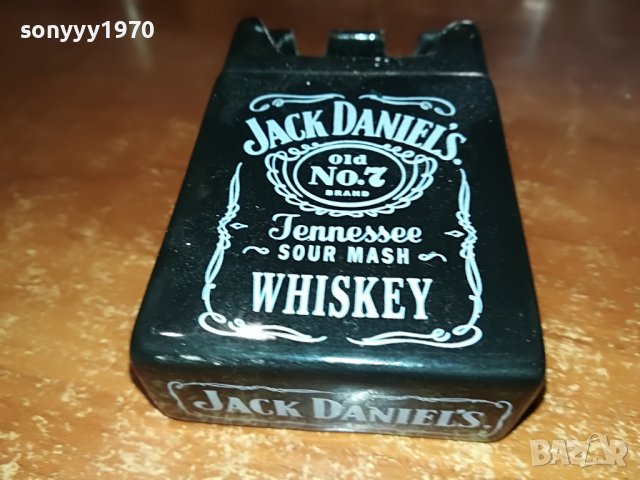 sonyyy1970
JACK DANIEL'S.
Old
No.7
BRAND
Tennessee
SOUR MASH
WHISKEY
JACK DANIEL'S.
BAZAR